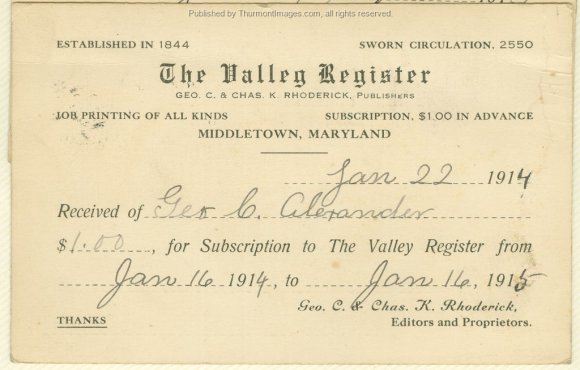 Published by ThurmontImages.com, all rights reserved.
ESTABLISHED IN 1844 SWORN CIRCULATION, 2550
The Valley Register
GEO. C. & CHAS. K. RHODERICK, PUBLISHERS
JOB PRINTING OF ALL KINDS SUBSCRIPTION, $1.00 IN ADVANCE
MIDDLETOWN, MARYLAND
Jan 22 1914
Received of Geo C. Alexander
$1.00, for Subscription to The Valley Register from
Jan 16 1914, to Jan 16, 1915
Geo. C. & Chas. K. Rhoderick,
THANKS Editors and Proprietors.